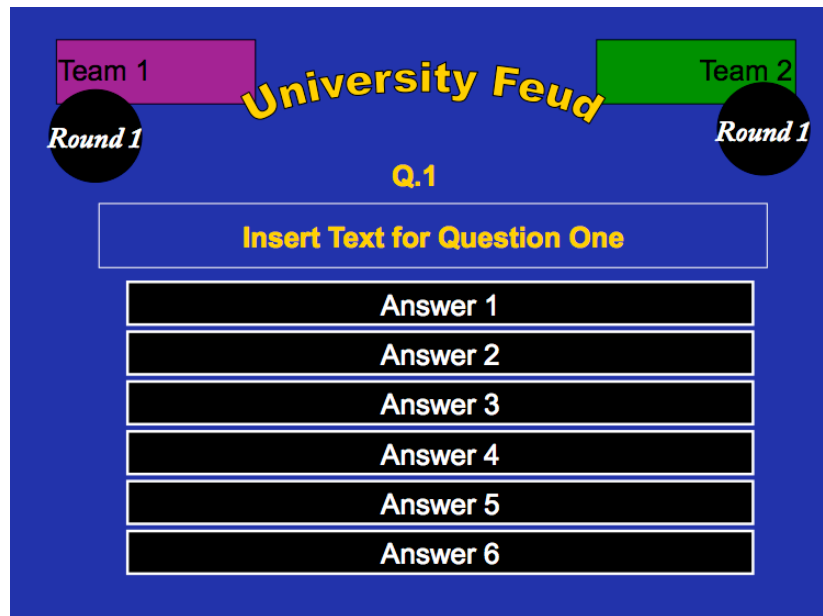 Team 1
University Feud
Team 2
Round 1
Round 1
Q.1
Insert Text for Question One
Answer 1
Answer 2
Answer 3
Answer 4
Answer 5
Answer 6